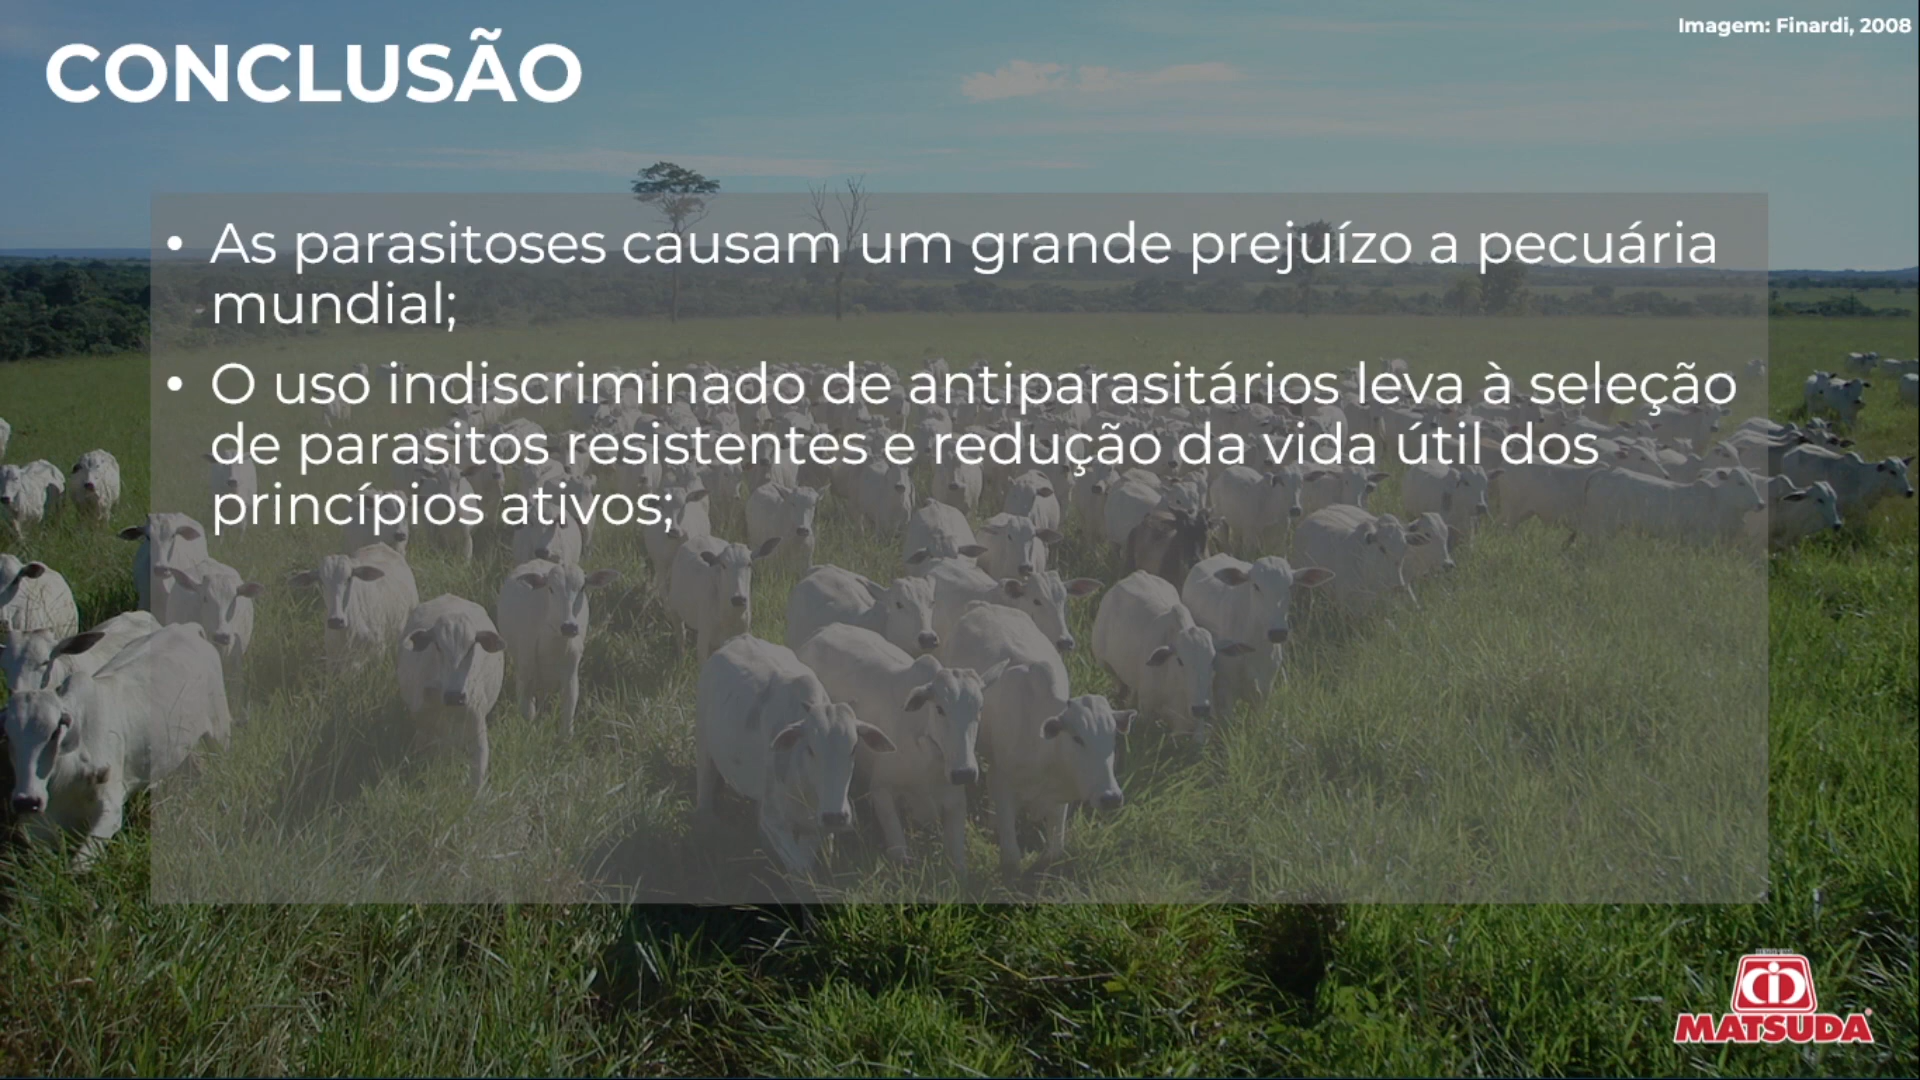 Imagem: Finardi, 2008
CONCLUSÃO
• As parasitoses causam um grande prejuízo a pecuária
mundial;
• O uso indiscriminado de antiparasitários leva à seleção
de parasitos resistentes e redução da vida útil dos
princípios ativos;
MATSUDA